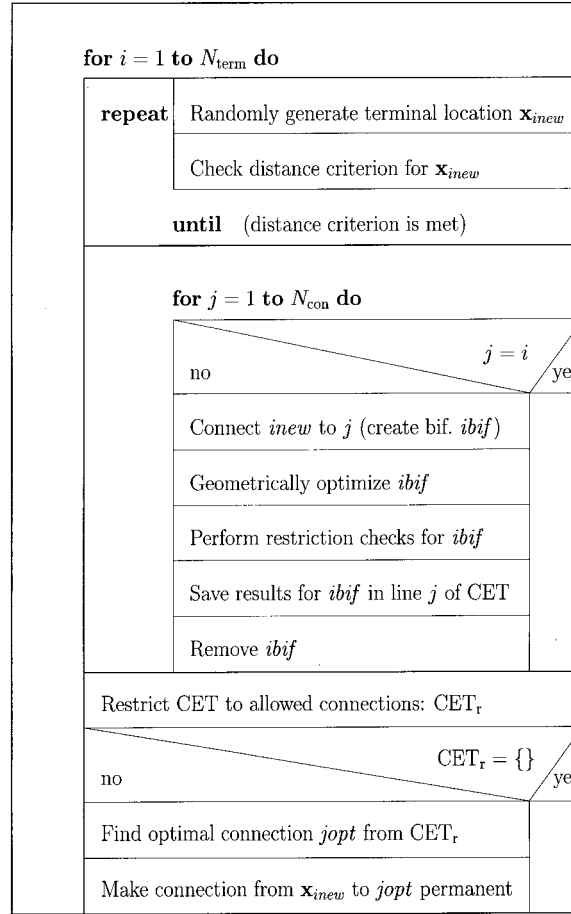 for i = 1 to N_term do
repeat Randomly generate terminal location x_inew
Check distance criterion for x_inew
until (distance criterion is met)
for j = 1 to N_con do
j = i
no ye
Connect inew to j (create bif. ibif)
Geometrically optimize ibif
Perform restriction checks for ibif
Save results for ibif in line j of CET
Remove ibif
Restrict CET to allowed connections: CET_r
CET_r = {}
no ye
Find optimal connection jopt from CET_r
Make connection from x_inew to jopt permanent